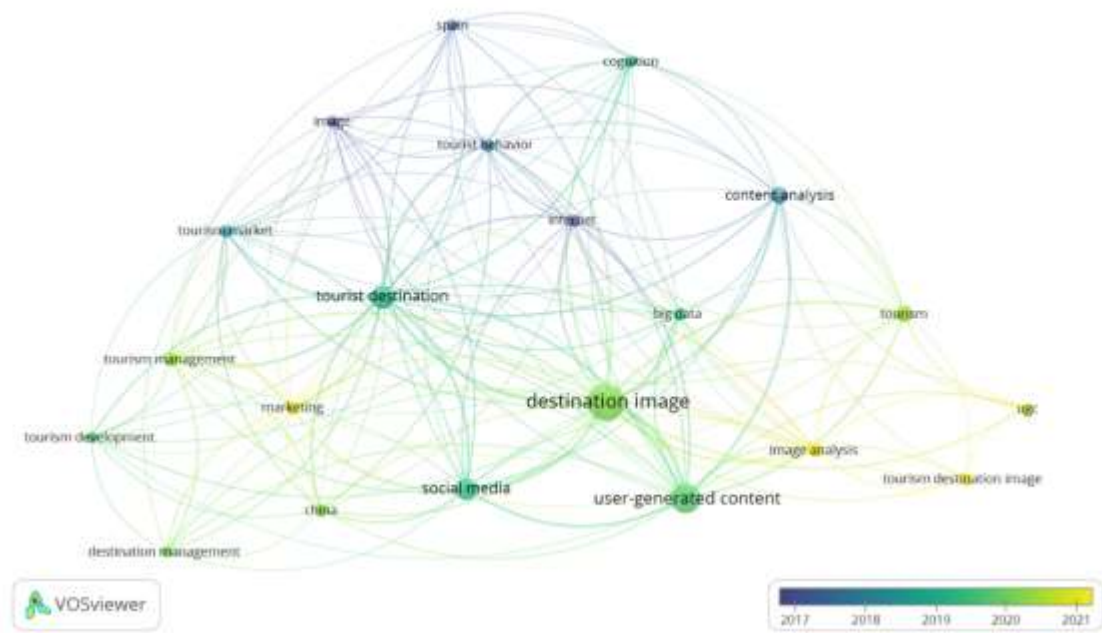 spain
cognition
image
tourist behavior
content analysis
internet
tourism market
tourist destination
big data
tourism
tourism management
destination image
marketing
ugc
tourism development
image analysis
tourism destination image
social media
user-generated content
china
destination management
VOSviewer
2017 2018 2019 2020 2021